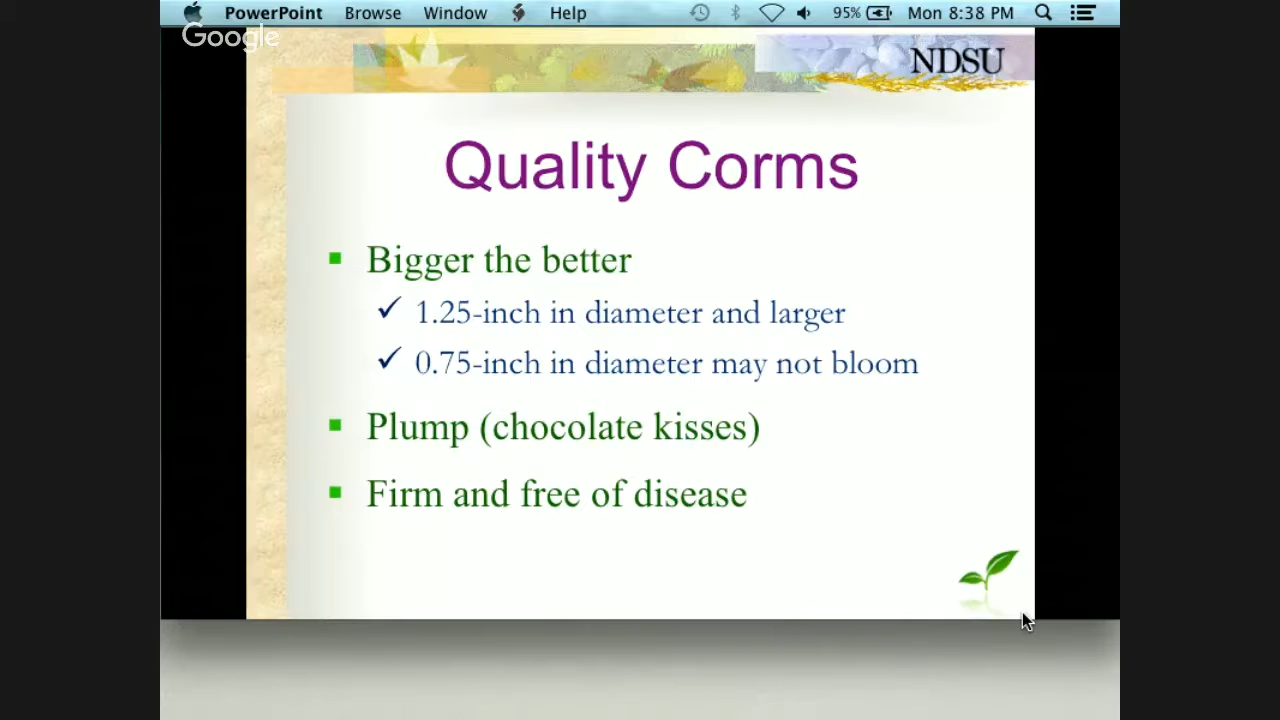 PowerPoint Browse Window Help 95% Mon 8:38 PM
Google
NDSU
Quality Corms
Bigger the better
1.25-inch in diameter and larger
0.75-inch in diameter may not bloom
Plump (chocolate kisses)
Firm and free of disease